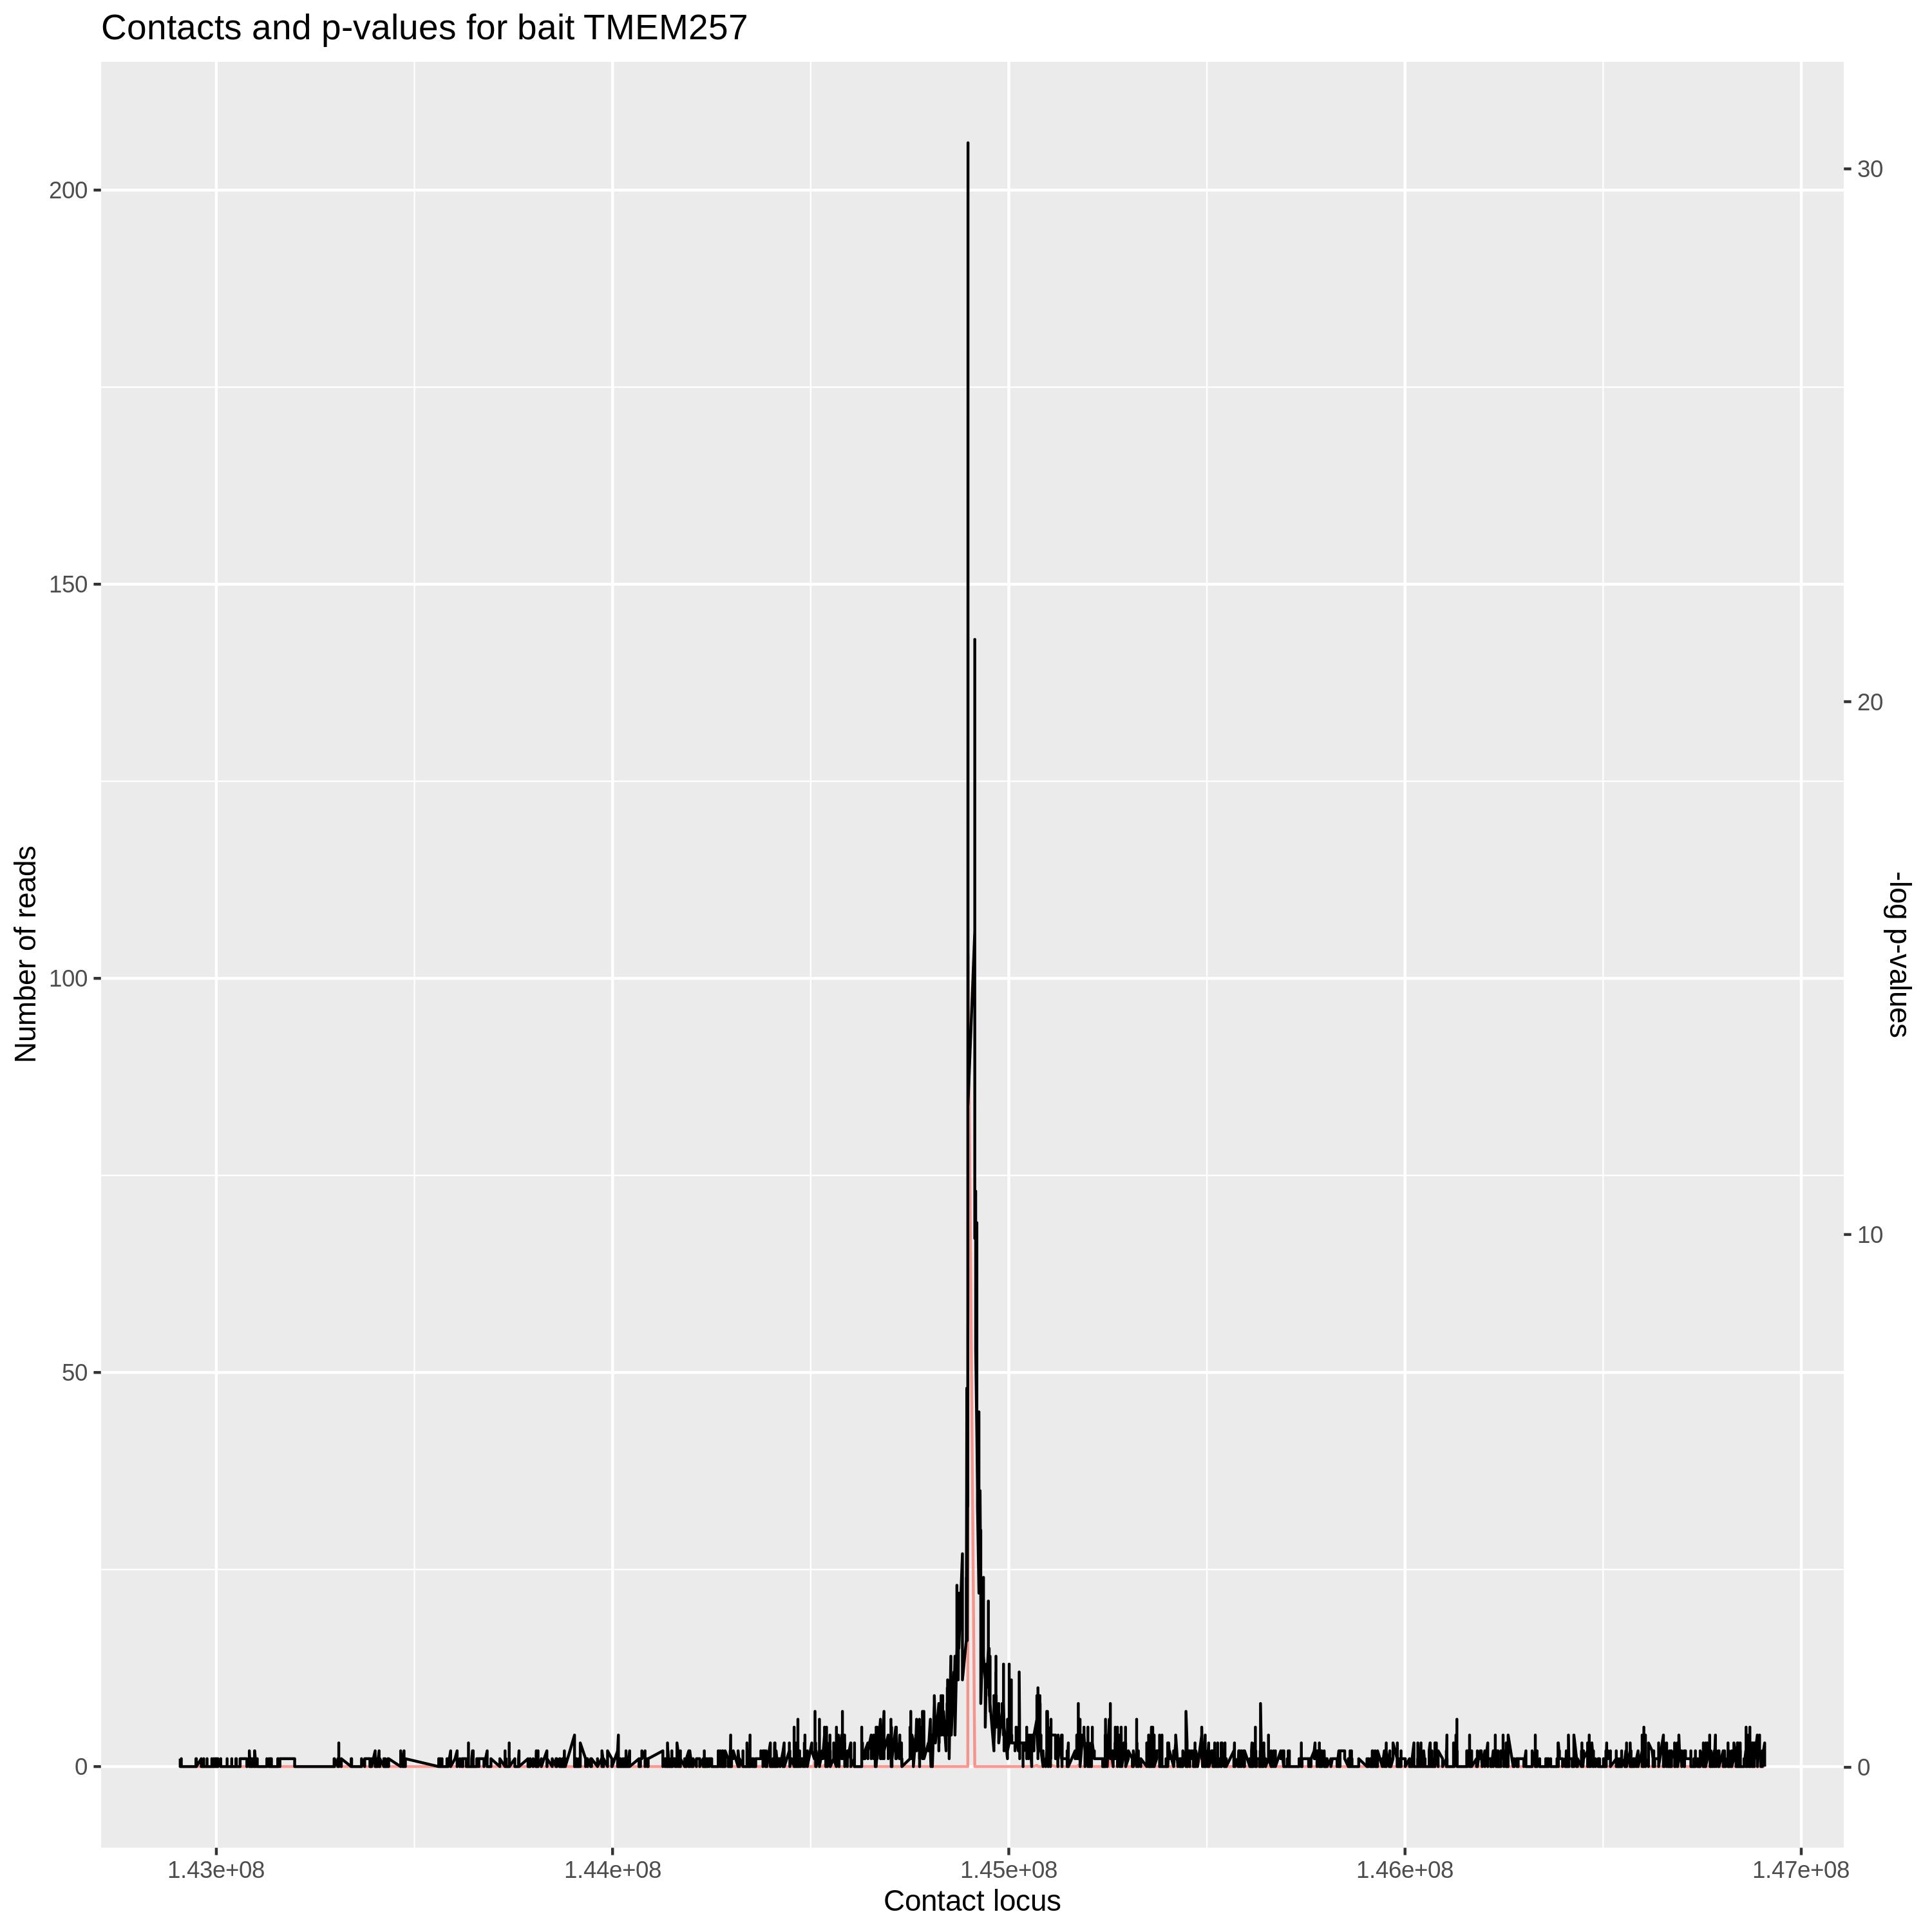 Contacts and p-values for bait TMEM257
200
150
100
50
0
30
20
10
0
Number of reads
-log p-values
1.43e+08
1.44e+08
1.45e+08
1.46e+08
1.47e+08
Contact locus